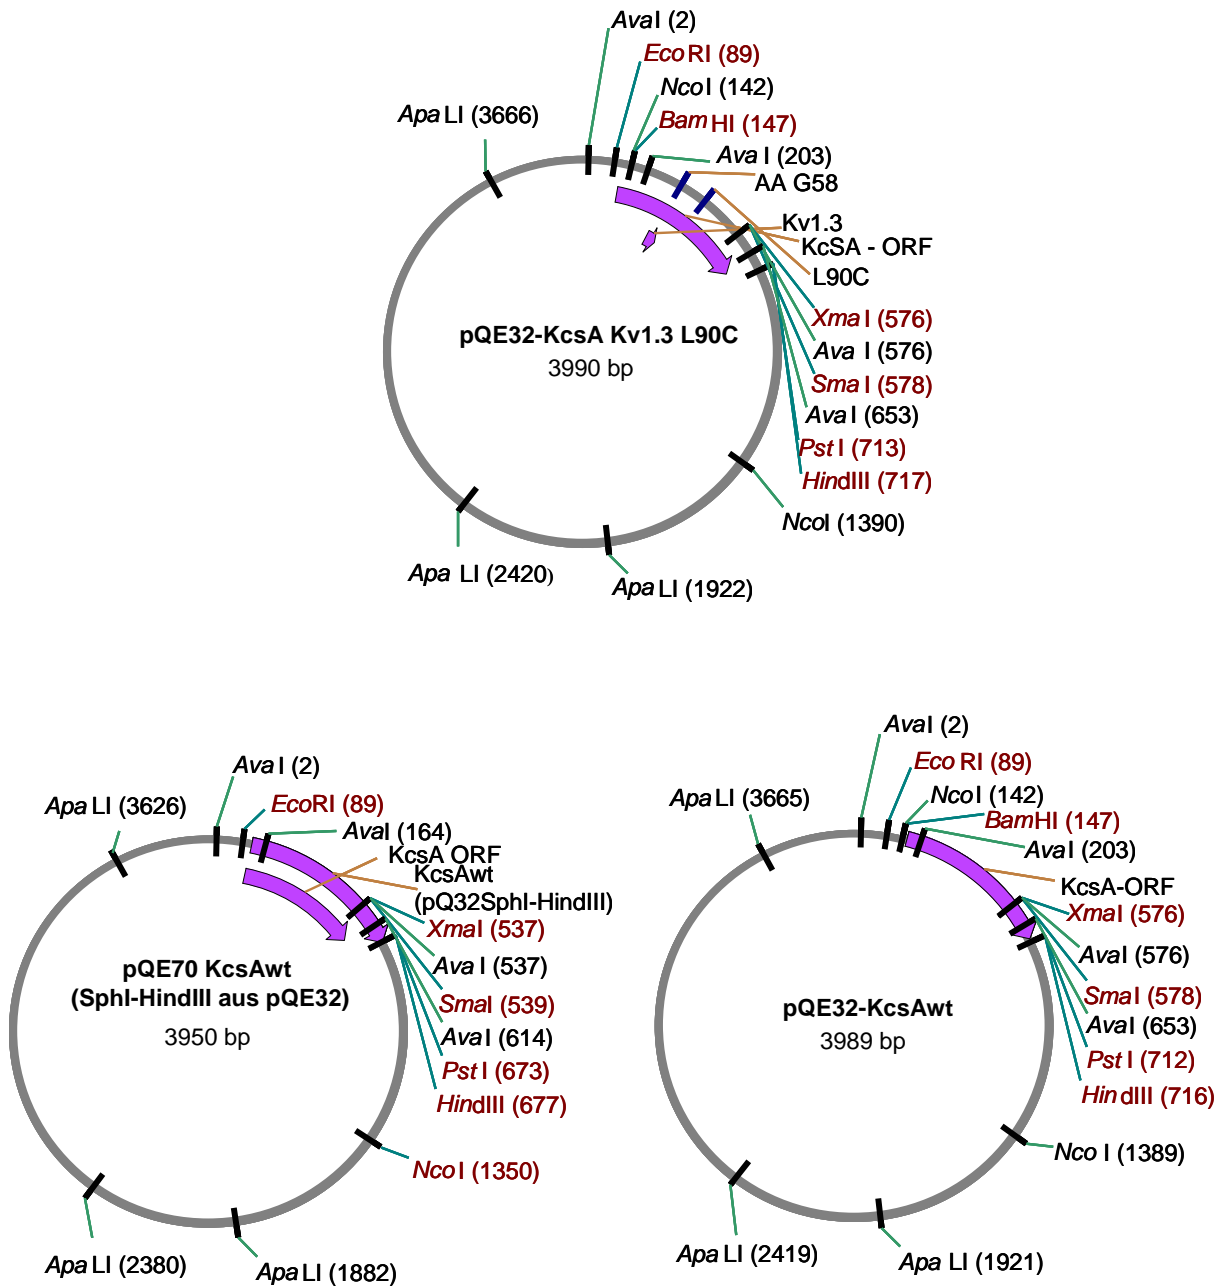 AvaI (2)
EcoRI (89)
NcoI (142)
BamHI (147)
AvaI (203)
AA G58
Kv1.3
KcSA - ORF
L90C
XmaI (576)
AvaI (576)
SmaI (578)
AvaI (653)
PstI (713)
HindIII (717)
NcoI (1390)
ApaLI (1922)
ApaLI (2420)
ApaLI (3666)
pQE32-KcsA Kv1.3 L90C
3990 bp
AvaI (2)
EcoRI (89)
AvaI (164)
KcsA ORF
KcsAwt
(pQ32SphI-HindIII)
XmaI (537)
AvaI (537)
SmaI (539)
AvaI (614)
PstI (673)
HindIII (677)
NcoI (1350)
ApaLI (1882)
ApaLI (2380)
ApaLI (3626)
pQE70 KcsAwt
(SphI-HindIII aus pQE32)
3950 bp
AvaI (2)
EcoRI (89)
NcoI (142)
BamHI (147)
AvaI (203)
KcsA-ORF
XmaI (576)
AvaI (576)
SmaI (578)
AvaI (653)
PstI (712)
HindIII (716)
NcoI (1389)
ApaLI (1921)
ApaLI (2419)
ApaLI (3665)
pQE32-KcsAwt
3989 bp